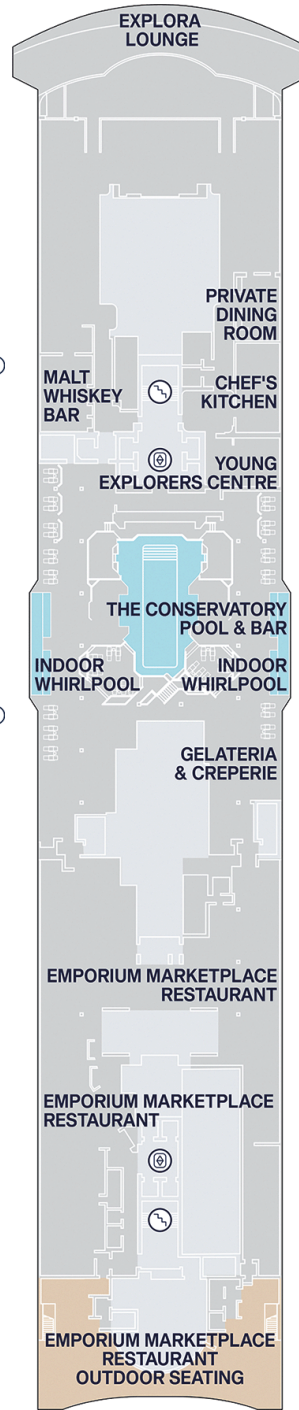 EXPLORA
LOUNGE
PRIVATE
DINING
ROOM
MALT
WHISKEY
BAR
CHEF'S
KITCHEN
YOUNG
EXPLORERS CENTRE
THE CONSERVATORY
POOL & BAR
INDOOR
WHIRLPOOL
INDOOR
WHIRLPOOL
GELATERIA
& CREPERIE
EMPORIUM MARKETPLACE
RESTAURANT
EMPORIUM MARKETPLACE
RESTAURANT
EMPORIUM MARKETPLACE
RESTAURANT
OUTDOOR SEATING